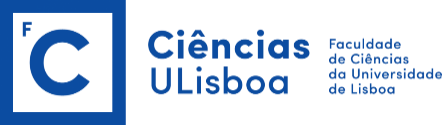 F
C
Ciências
ULisboa
Faculdade
de Ciências
da Universidade
de Lisboa